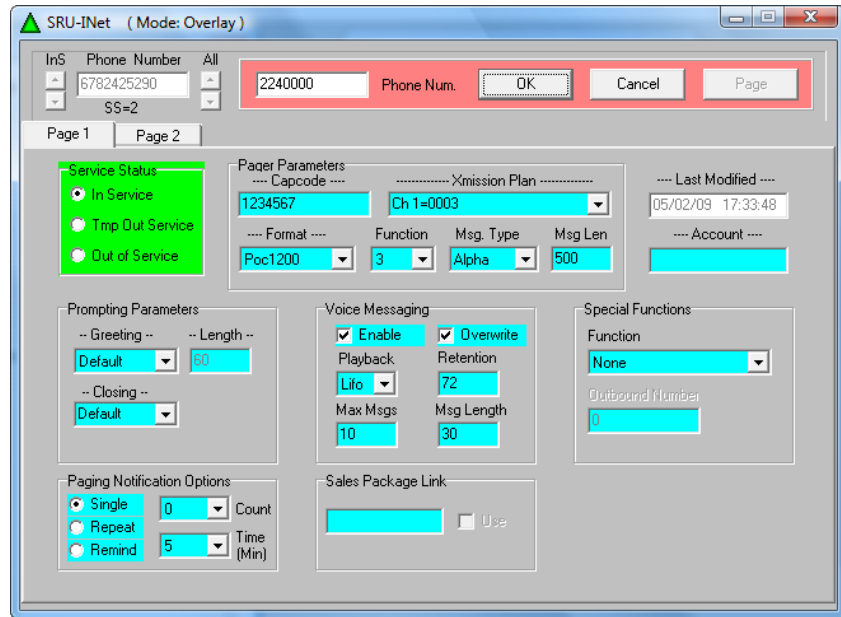 SRU-INet ( Mode: Overlay )
InS Phone Number All
6782425290
SS=2
2240000 Phone Num. OK Cancel Page
Page 1 Page 2
Service Status
In Service
Tmp Out Service
Out of Service
Pager Parameters
---- Capcode ---- ------------- Xmission Plan -------------
1234567 Ch 1=0003
---- Format ---- Function Msg. Type Msg Len
Poc1200 3 Alpha 500
---- Last Modified ----
05/02/09 17:33:48
---- Account ----
Prompting Parameters
-- Greeting -- -- Length --
Default 60
-- Closing --
Default
Voice Messaging
Enable Overwrite
Playback Retention
Lifo 72
Max Msgs Msg Length
10 30
Special Functions
Function
None
Outbound Number
0
Paging Notification Options
Single 0 Count
Repeat
Remind 5 Time
(Min)
Sales Package Link
Use